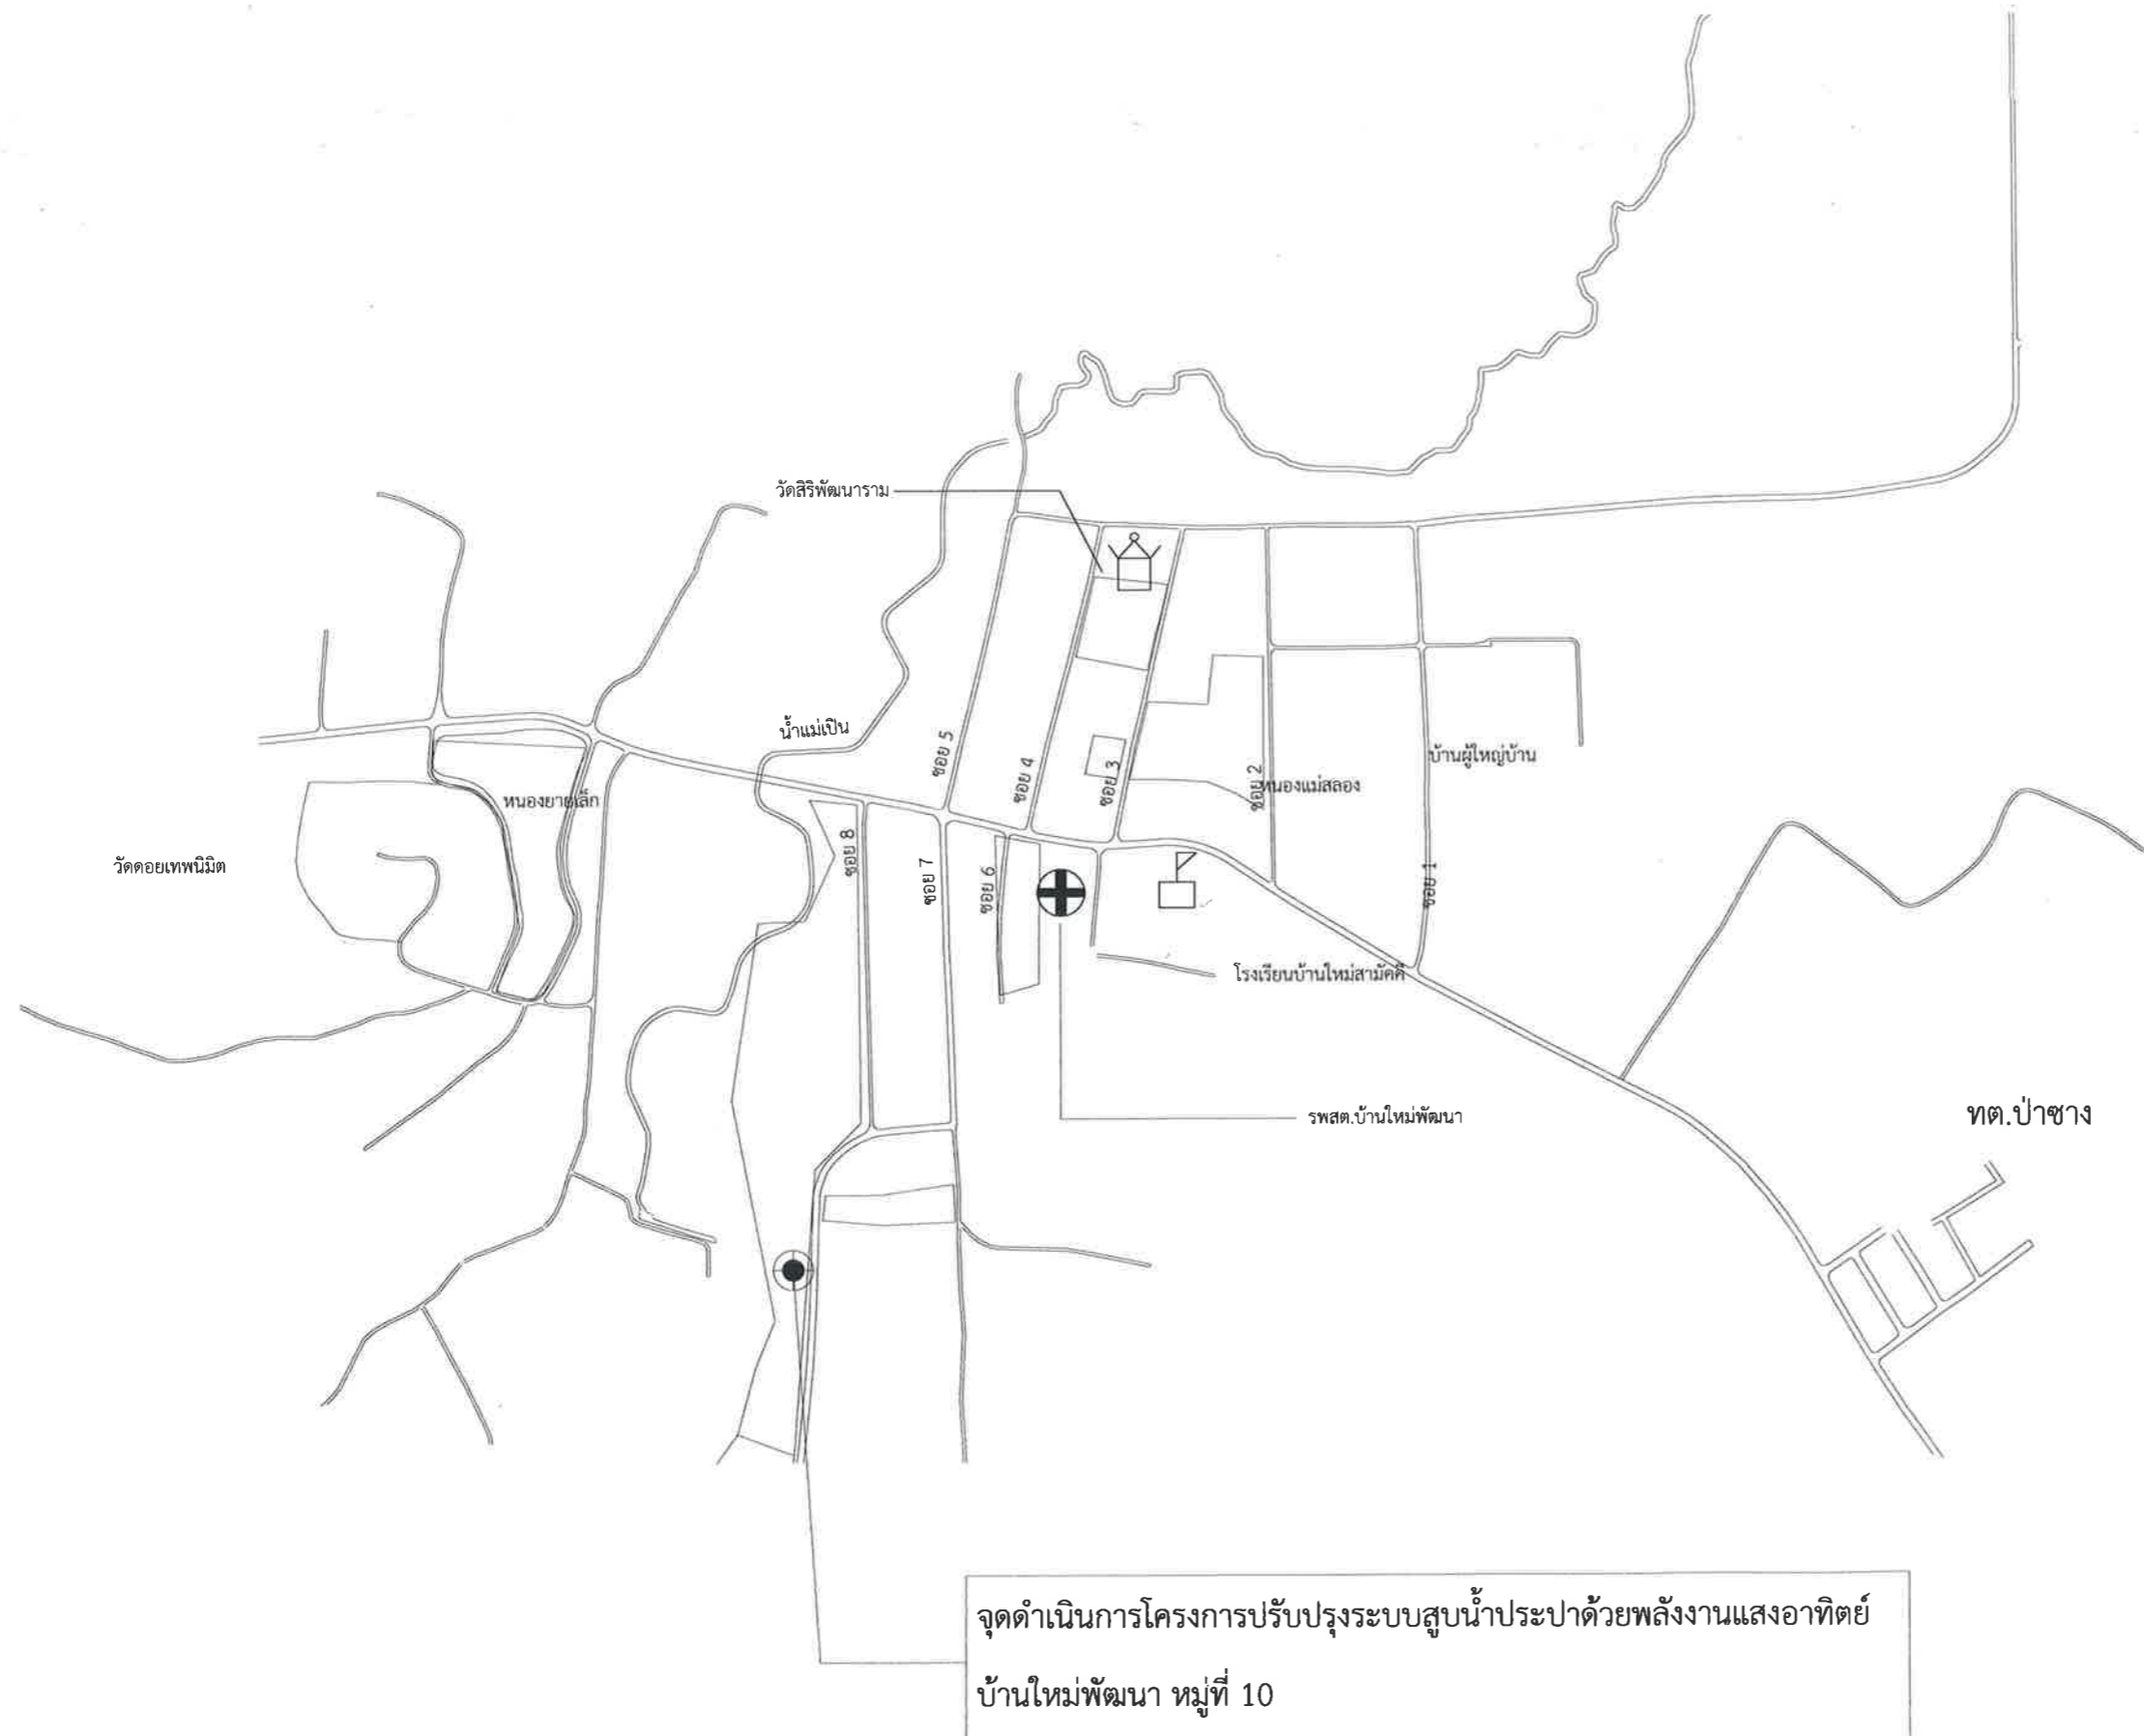 วัดสิริพัฒนาราม
น้ำแม่เปิน
ซอย 5
ซอย 4
ซอย 3
ซอย 2
หนองแม่สลอง
บ้านผู้ใหญ่บ้าน
หนองยายเล็ก
วัดดอยเทพนิมิต
ซอย 8
ซอย 7
ซอย 6
ซอย 1
โรงเรียนบ้านใหม่สามัคคี
รพสต.บ้านใหม่พัฒนา
ทต.ป่าซาง
จุดดำเนินการโครงการปรับปรุงระบบสูบน้ำประปาด้วยพลังงานแสงอาทิตย์
บ้านใหม่พัฒนา หมู่ที่ 10